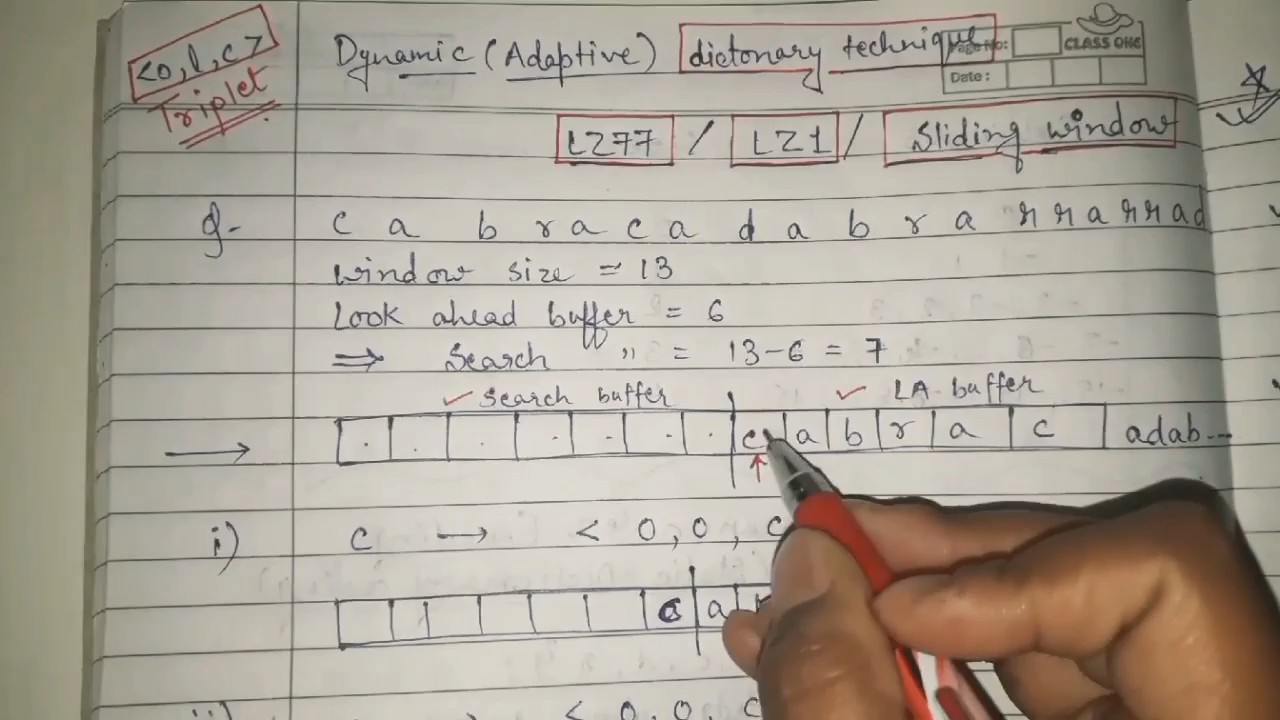 <o, l, c>
Triplet
Dynamic (Adaptive) dictonary technique
Page No:
CLASS ONE
Date:
LZ77 / LZ1 / Sliding window
Q- c a b r a c a d a b r a r r a r r a d
window size = 13
Look ahead buffer = 6
⇒ Search " = 13-6 = 7
✓ Search buffer ✓ LA buffer
→ . . . . . . . c a b r a c adab...
↑
i) c → < 0, 0, c
c a
ii) → < 0, 0, c